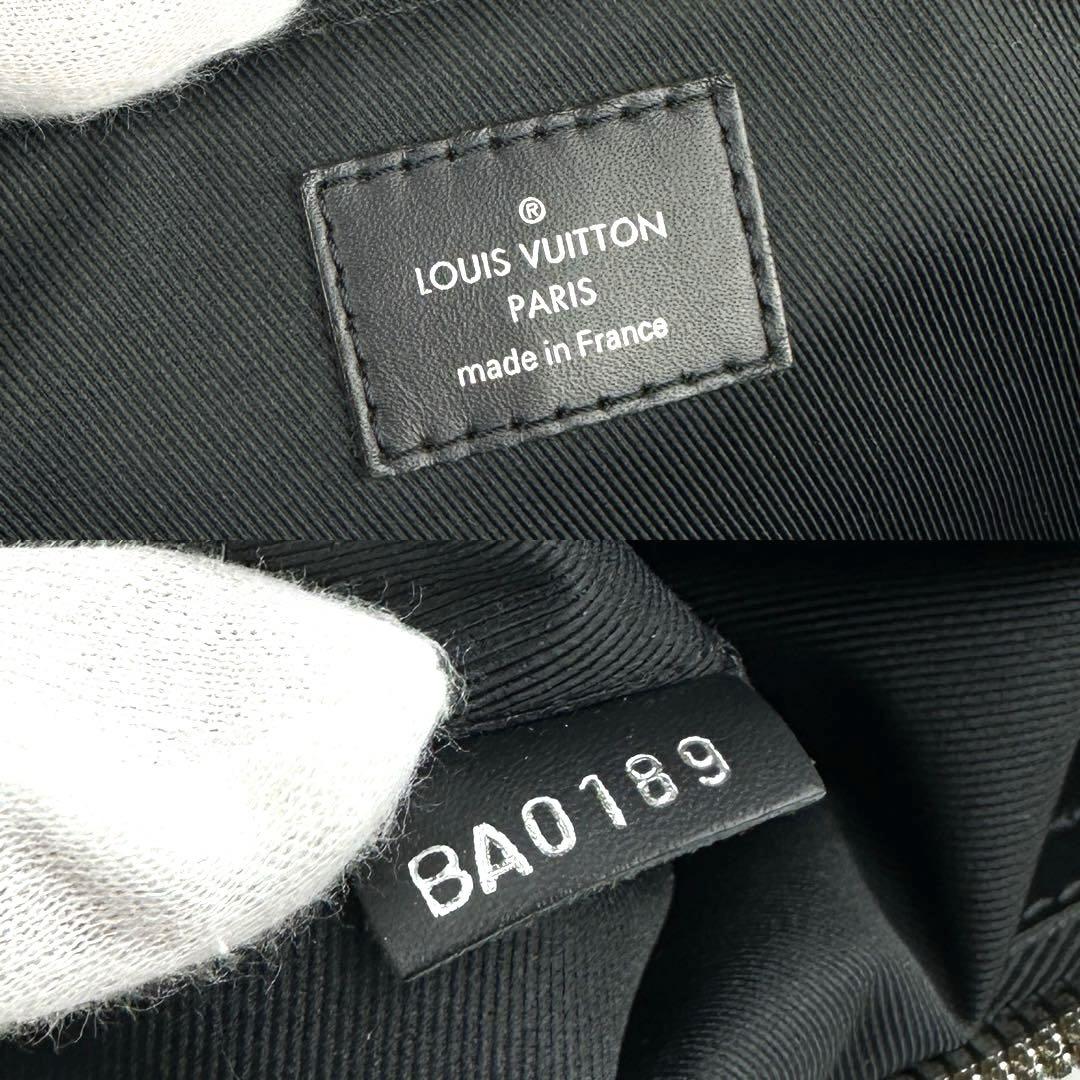 ®
LOUIS VUITTON
PARIS
made in France
BA0189